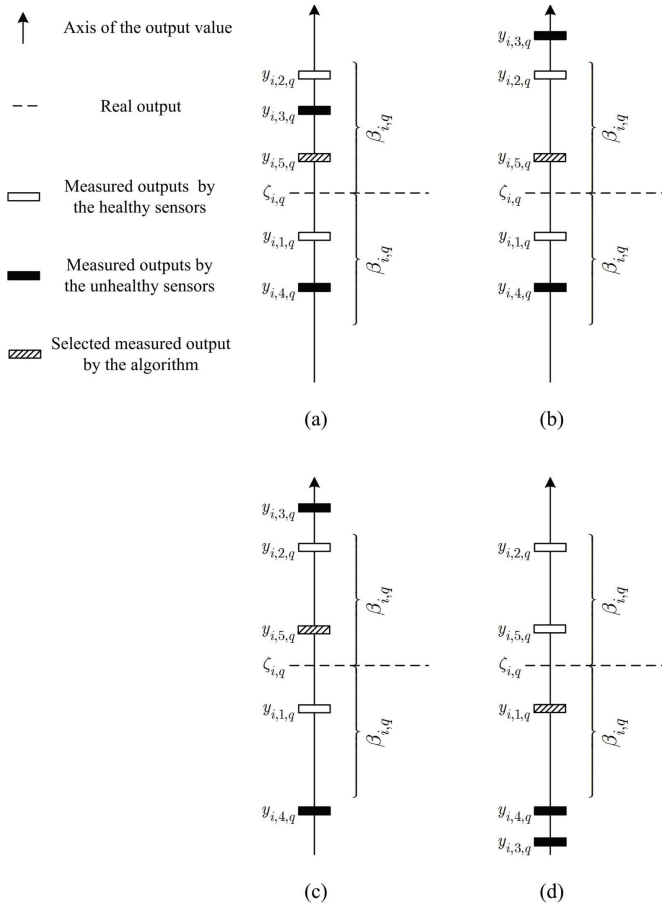 Axis of the output value
Real output
Measured outputs by
the healthy sensors
Measured outputs by
the unhealthy sensors
Selected measured output
by the algorithm
y_{i,2,q}
y_{i,3,q}
y_{i,5,q}
ζ_{i,q}
y_{i,1,q}
y_{i,4,q}
β_{i,q}
β_{i,q}
(a)
y_{i,3,q}
y_{i,2,q}
y_{i,5,q}
ζ_{i,q}
y_{i,1,q}
y_{i,4,q}
β_{i,q}
β_{i,q}
(b)
y_{i,3,q}
y_{i,2,q}
y_{i,5,q}
ζ_{i,q}
y_{i,1,q}
y_{i,4,q}
β_{i,q}
β_{i,q}
(c)
y_{i,2,q}
y_{i,5,q}
ζ_{i,q}
y_{i,1,q}
y_{i,4,q}
y_{i,3,q}
β_{i,q}
β_{i,q}
(d)